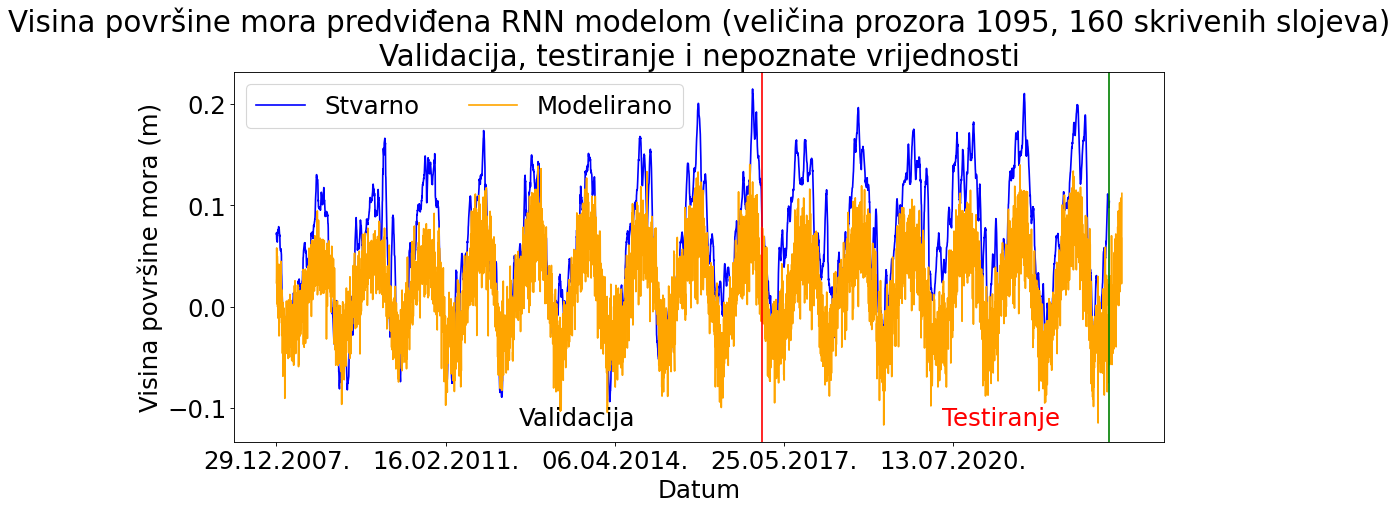 Visina površine mora predviđena RNN modelom (veličina prozora 1095, 160 skrivenih slojeva)
Validacija, testiranje i nepoznate vrijednosti
Stvarno Modelirano
Visina površine mora (m)
0.2
0.1
0.0
−0.1
Validacija Testiranje
29.12.2007. 16.02.2011. 06.04.2014. 25.05.2017. 13.07.2020.
Datum